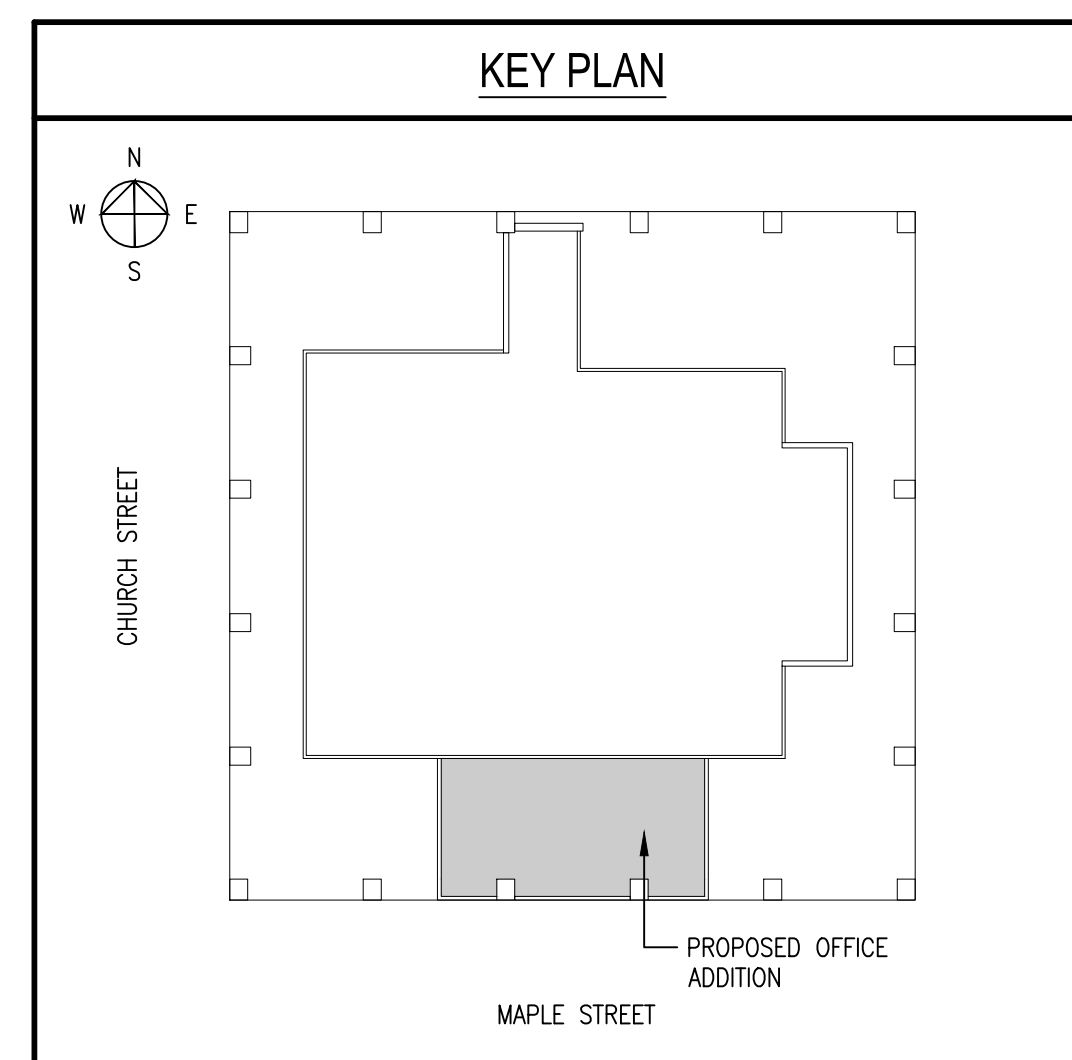 KEY PLAN
N
W E
S
CHURCH STREET
PROPOSED OFFICE
ADDITION
MAPLE STREET